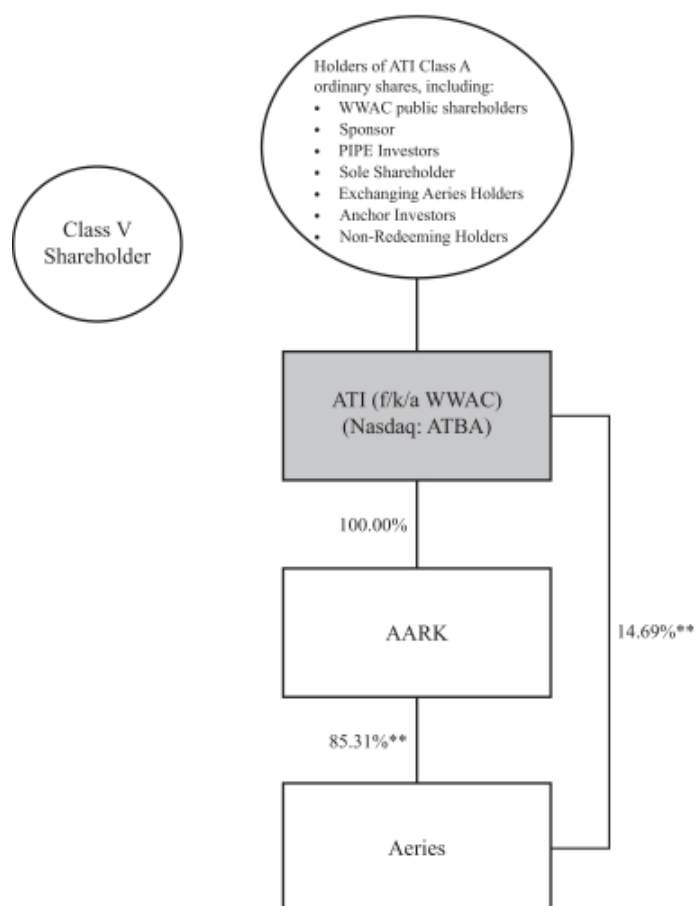 Holders of ATI Class A
ordinary shares, including:
• WWAC public shareholders
• Sponsor
• PIPE Investors
• Sole Shareholder
• Exchanging Aeries Holders
• Anchor Investors
• Non-Redeeming Holders
Class V
Shareholder
ATI (f/k/a WWAC)
(Nasdaq: ATBA)
100.00%
AARK
14.69%**
85.31%**
Aeries